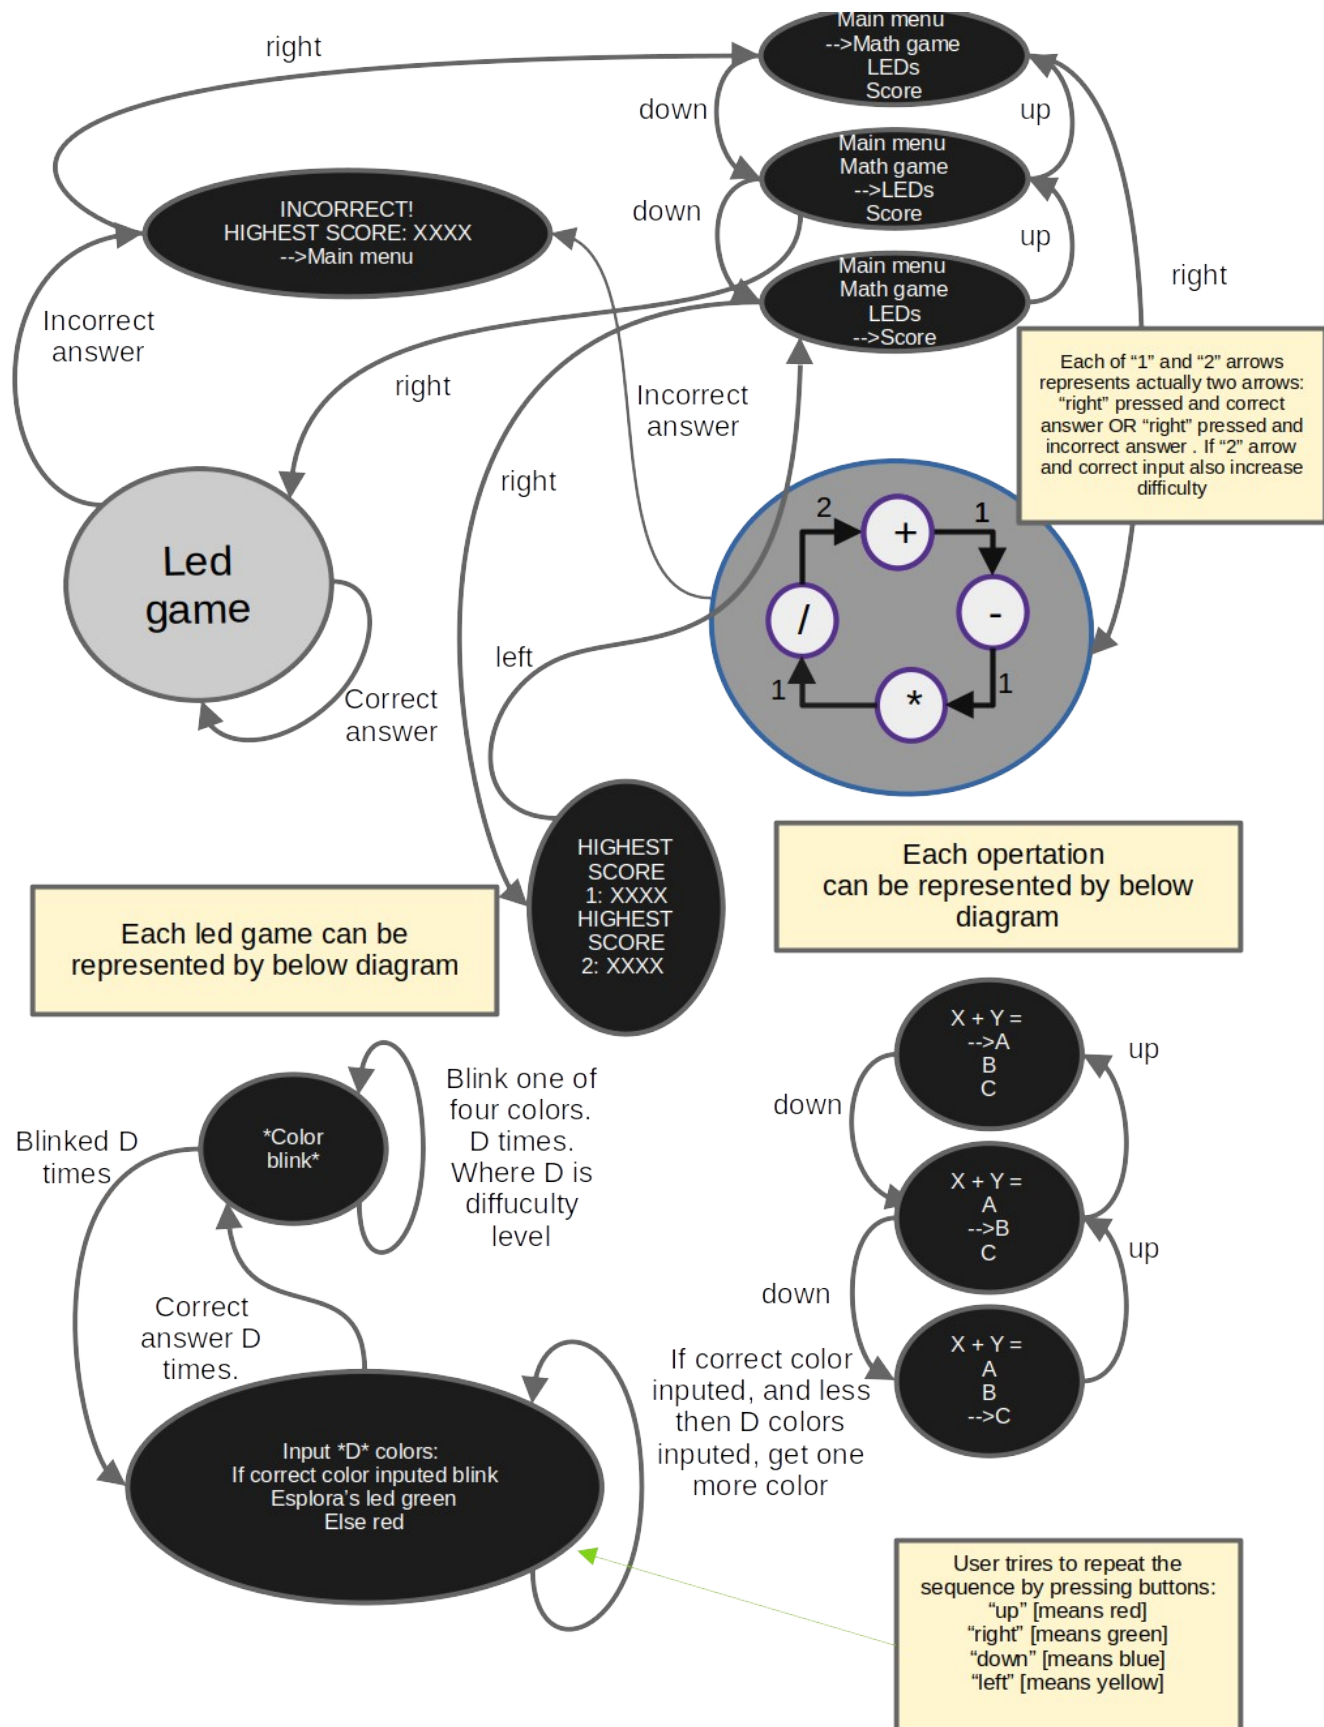 right
Main menu
-->Math game
LEDs
Score
down
up
Main menu
Math game
-->LEDs
Score
down
up
Main menu
Math game
LEDs
-->Score
INCORRECT!
HIGHEST SCORE: XXXX
-->Main menu
right
Incorrect
answer
right
Incorrect
answer
right
Each of “1” and “2” arrows
represents actually two arrows:
“right” pressed and correct
answer OR “right” pressed and
incorrect answer . If “2” arrow
and correct input also increase
difficulty
Led
game
Correct
answer
left
2
+
1
/
-
1
*
1
HIGHEST
SCORE
1: XXXX
HIGHEST
SCORE
2: XXXX
Each led game can be
represented by below diagram
Each opertation
can be represented by below
diagram
Blinked D
times
*Color
blink*
Blink one of
four colors.
D times.
Where D is
diffuculty
level
Correct
answer D
times.
Input *D* colors:
If correct color inputed blink
Esplora’s led green
Else red
If correct color
inputed, and less
then D colors
inputed, get one
more color
X + Y =
-->A
B
C
down
up
X + Y =
A
-->B
C
down
up
X + Y =
A
B
-->C
User trires to repeat the
sequence by pressing buttons:
“up” [means red]
“right” [means green]
“down” [means blue]
“left” [means yellow]